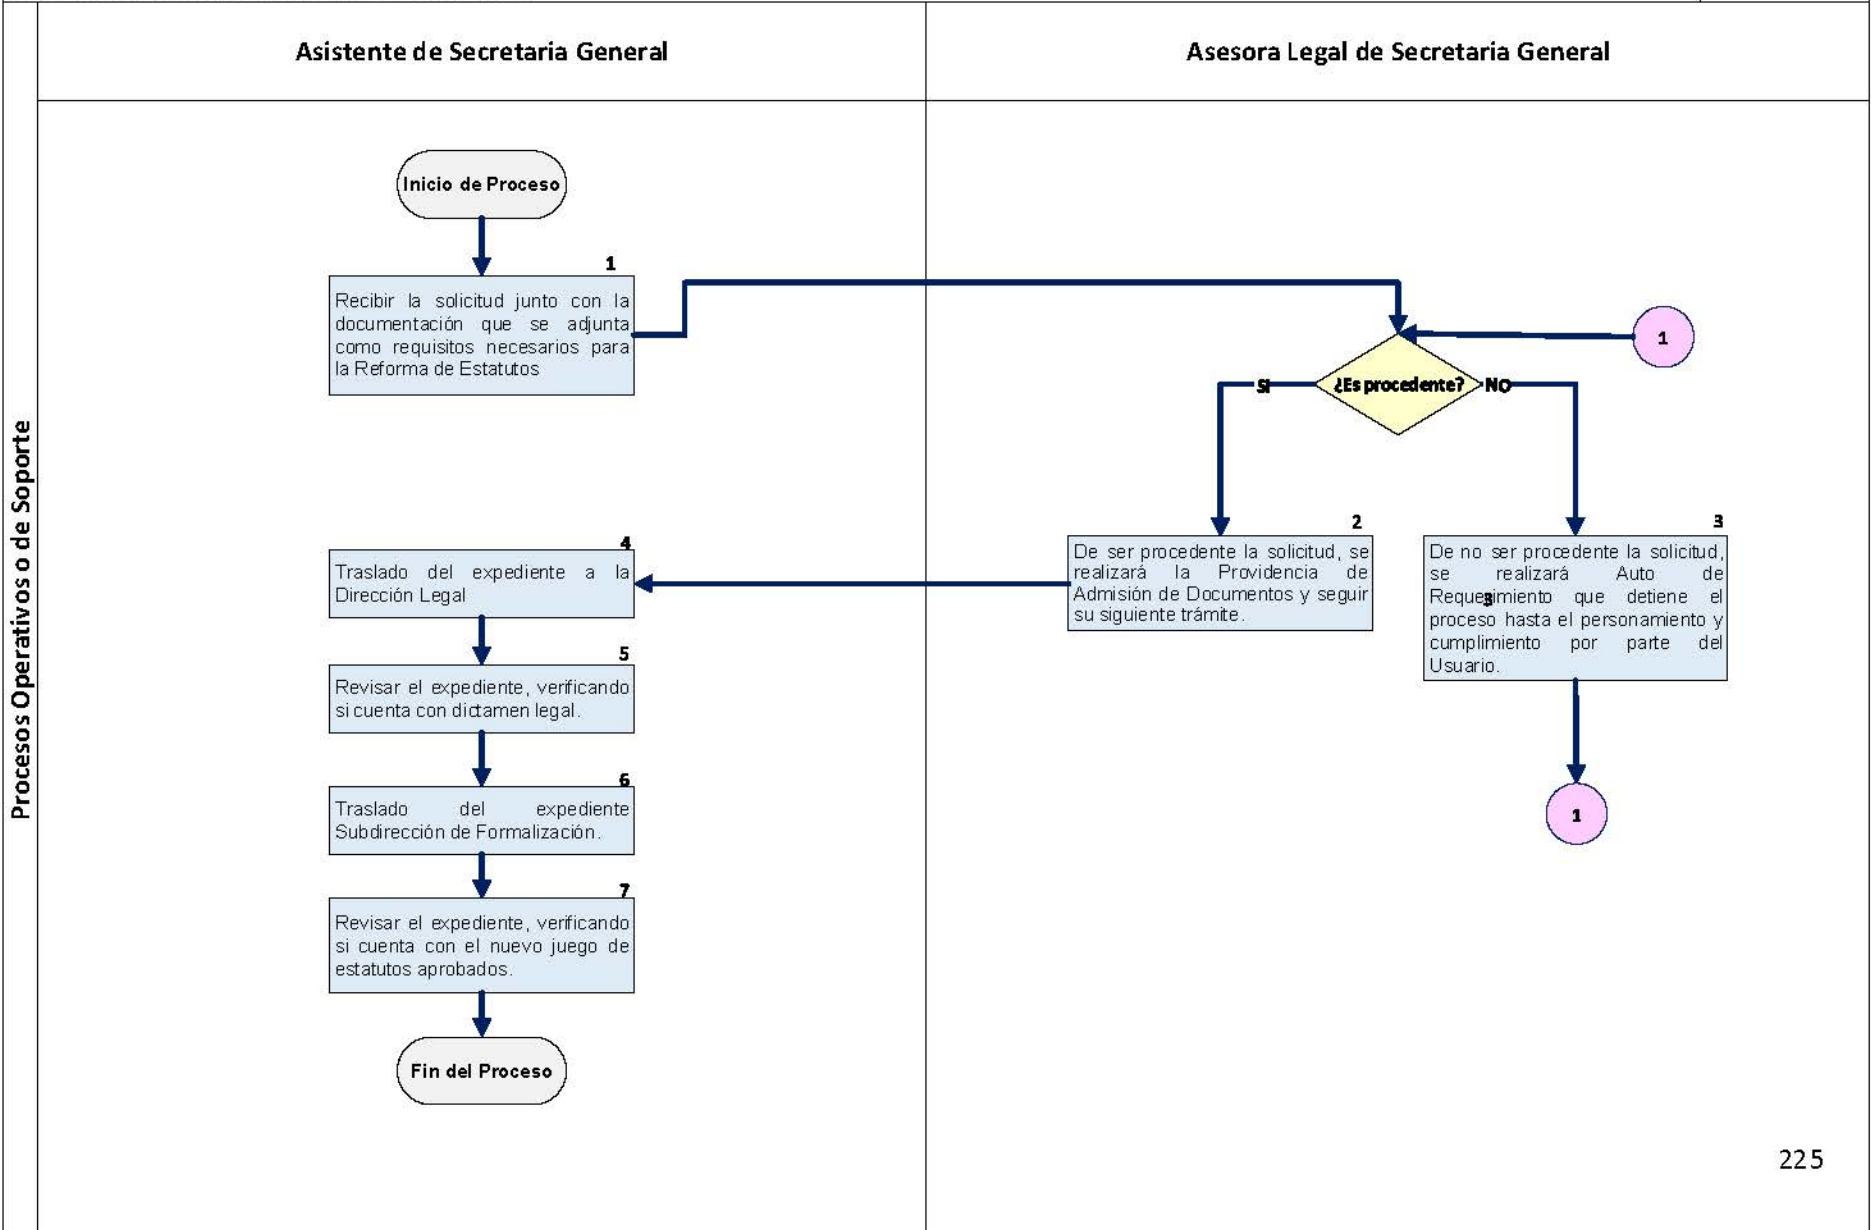 Asistente de Secretaria General
Asesora Legal de Secretaria General
Procesos Operativos o de Soporte
Inicio de Proceso
1
Recibir la solicitud junto con la
documentación que se adjunta
como requisitos necesarios para
la Reforma de Estatutos
1
¿Es procedente?
SI
NO
2
De ser procedente la solicitud, se
realizará la Providencia de
Admisión de Documentos y seguir
su siguiente trámite.
3
De no ser procedente la solicitud,
se realizará Auto de
Requerimiento que detiene el
proceso hasta el personamiento y
cumplimiento por parte del
Usuario.
3
1
4
Traslado del expediente a la
Dirección Legal
5
Revisar el expediente, verificando
si cuenta con dictamen legal.
6
Traslado del expediente
Subdirección de Formalización.
7
Revisar el expediente, verificando
si cuenta con el nuevo juego de
estatutos aprobados.
Fin del Proceso
225